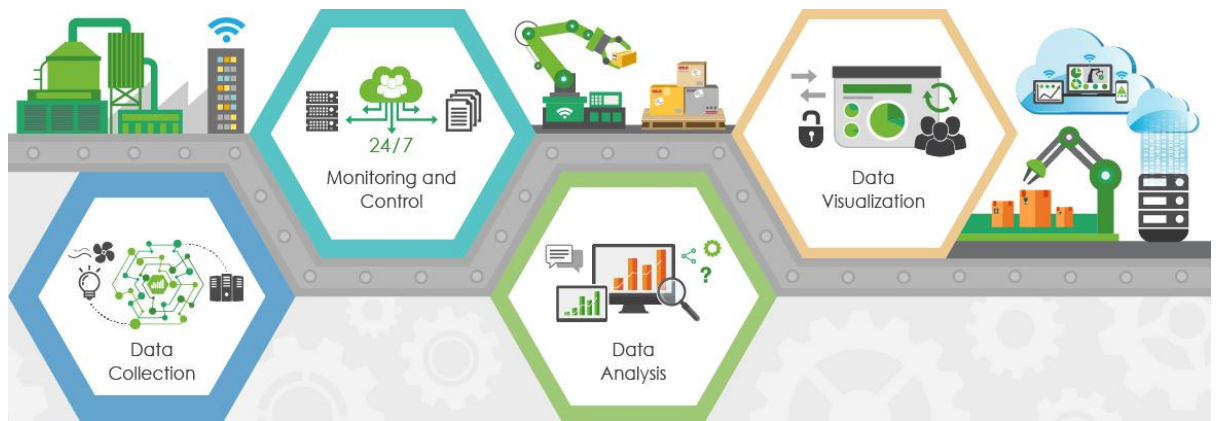 Data
Collection
24/7
Monitoring and
Control
Data
Analysis
?
Data
Visualization